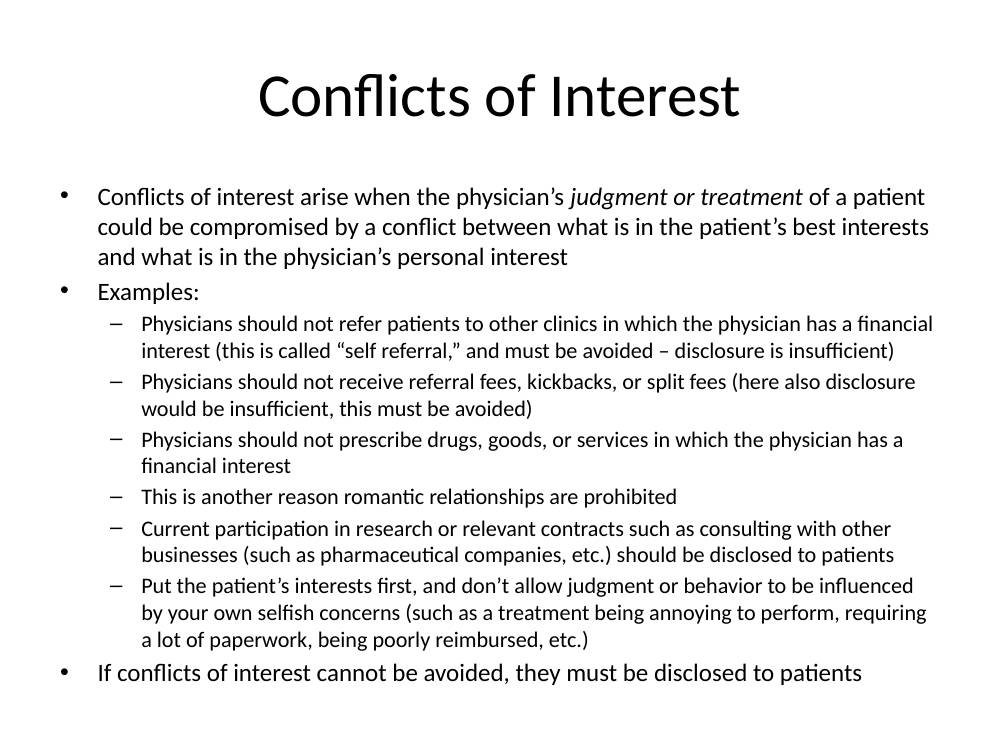 Conflicts of Interest
• Conflicts of interest arise when the physician’s judgment or treatment of a patient
could be compromised by a conflict between what is in the patient’s best interests
and what is in the physician’s personal interest
• Examples:
– Physicians should not refer patients to other clinics in which the physician has a financial
interest (this is called “self referral,” and must be avoided – disclosure is insufficient)
– Physicians should not receive referral fees, kickbacks, or split fees (here also disclosure
would be insufficient, this must be avoided)
– Physicians should not prescribe drugs, goods, or services in which the physician has a
financial interest
– This is another reason romantic relationships are prohibited
– Current participation in research or relevant contracts such as consulting with other
businesses (such as pharmaceutical companies, etc.) should be disclosed to patients
– Put the patient’s interests first, and don’t allow judgment or behavior to be influenced
by your own selfish concerns (such as a treatment being annoying to perform, requiring
a lot of paperwork, being poorly reimbursed, etc.)
• If conflicts of interest cannot be avoided, they must be disclosed to patients